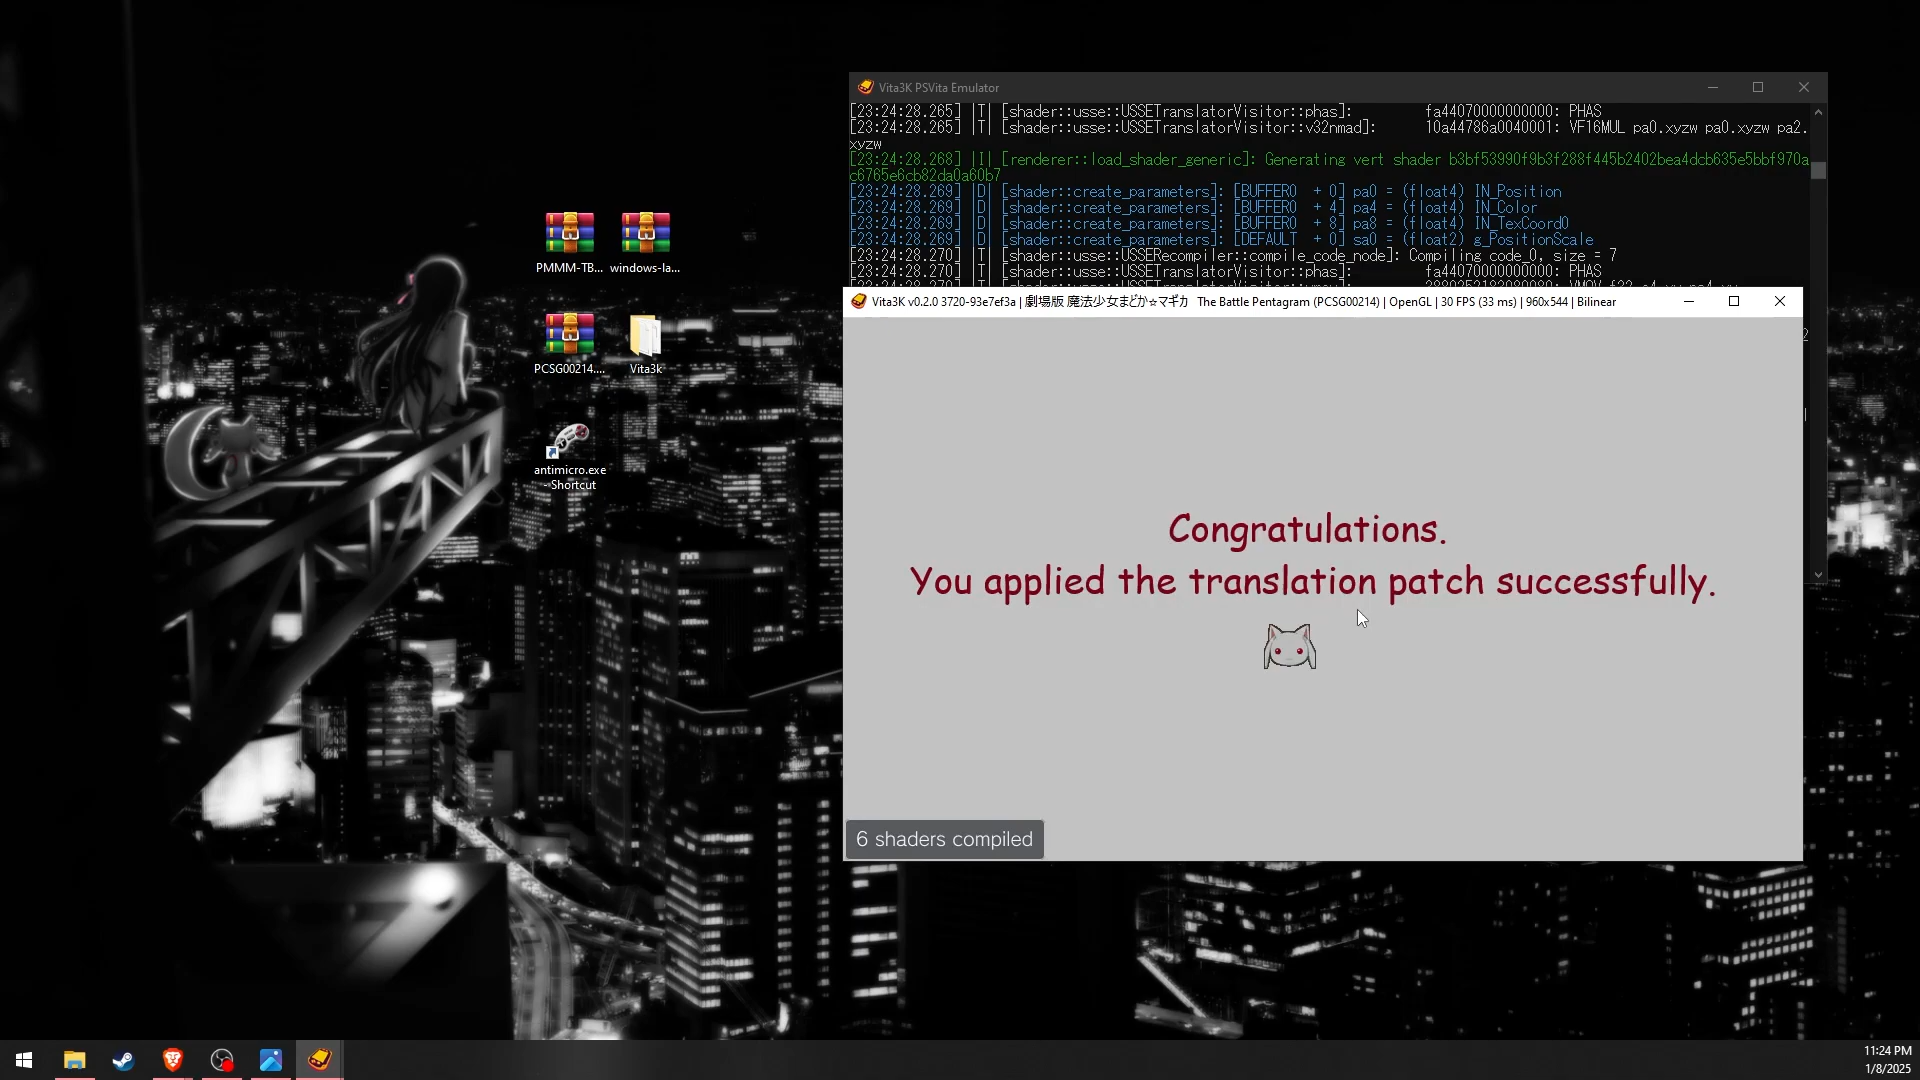 Vita3K PSVita Emulator
[23:24:28.265] |T| [shader::usse::USSETranslatorVisitor::phas]: fa44070000000000: PHAS
[23:24:28.265] |T| [shader::usse::USSETranslatorVisitor::v32nmad]: 10a44786a0040001: VF16MUL pa0.xyzw pa0.xyzw pa2.
xyzw
[23:24:28.268] |I| [renderer::load_shader_generic]: Generating vert shader b3bf53990f9b3f288f445b2402bea4dcb635e5bbf970a
c6765e6cb82da0a60b7
[23:24:28.269] |D| [shader::create_parameters]: [BUFFER0 + 0] pa0 = (float4) IN_Position
[23:24:28.269] |D| [shader::create_parameters]: [BUFFER0 + 4] pa4 = (float4) IN_Color
[23:24:28.269] |D| [shader::create_parameters]: [BUFFER0 + 8] pa8 = (float4) IN_TexCoord0
[23:24:28.269] |D| [shader::create_parameters]: [DEFAULT + 0] sa0 = (float2) g_PositionScale
[23:24:28.270] |T| [shader::usse::USSERecompiler::compile_code_node]: Compiling code_0, size = 7
[23:24:28.270] |T| [shader::usse::USSETranslatorVisitor::phas]: fa44070000000000: PHAS
PMMM-TB...
windows-la...
PCSG00214....
Vita3k
antimicro.exe
- Shortcut
Vita3K v0.2.0 3720-93e7ef3a | 劇場版 魔法少女まどか☆マギカ The Battle Pentagram (PCSG00214) | OpenGL | 30 FPS (33 ms) | 960x544 | Bilinear
Congratulations.
You applied the translation patch successfully.
6 shaders compiled
11:24 PM
1/8/2025